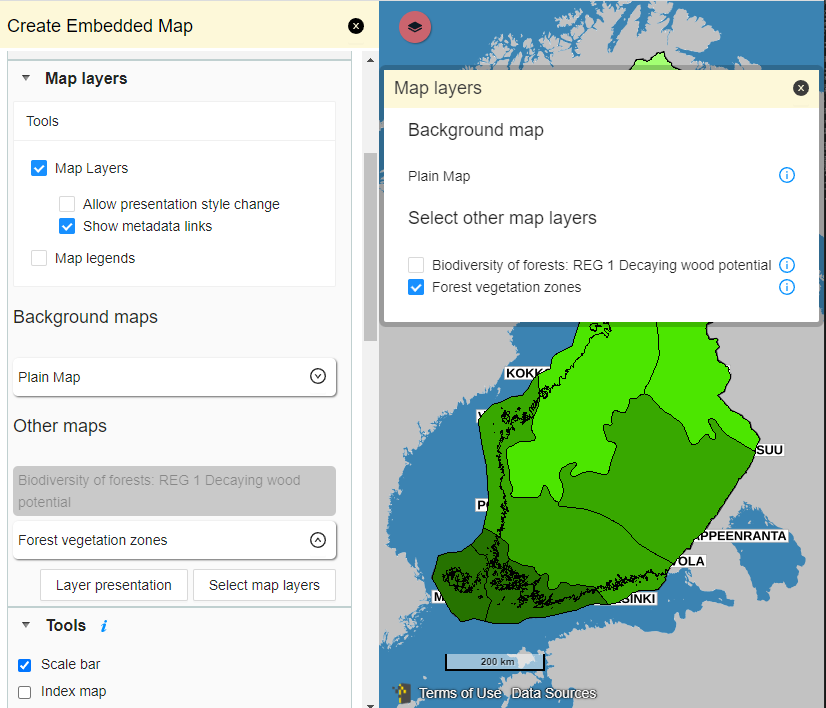 Create Embedded Map
Map layers
Tools
Map Layers
Allow presentation style change
Show metadata links
Map legends
Background maps
Plain Map
Other maps
Biodiversity of forests: REG 1 Decaying wood
potential
Forest vegetation zones
Layer presentation
Select map layers
Tools i
Scale bar
Index map
Map layers
Background map
Plain Map
Select other map layers
Biodiversity of forests: REG 1 Decaying wood potential
Forest vegetation zones
KOKK
SUU
PPEENRANTA
VOLA
SINKI
200 km
Terms of Use Data Sources